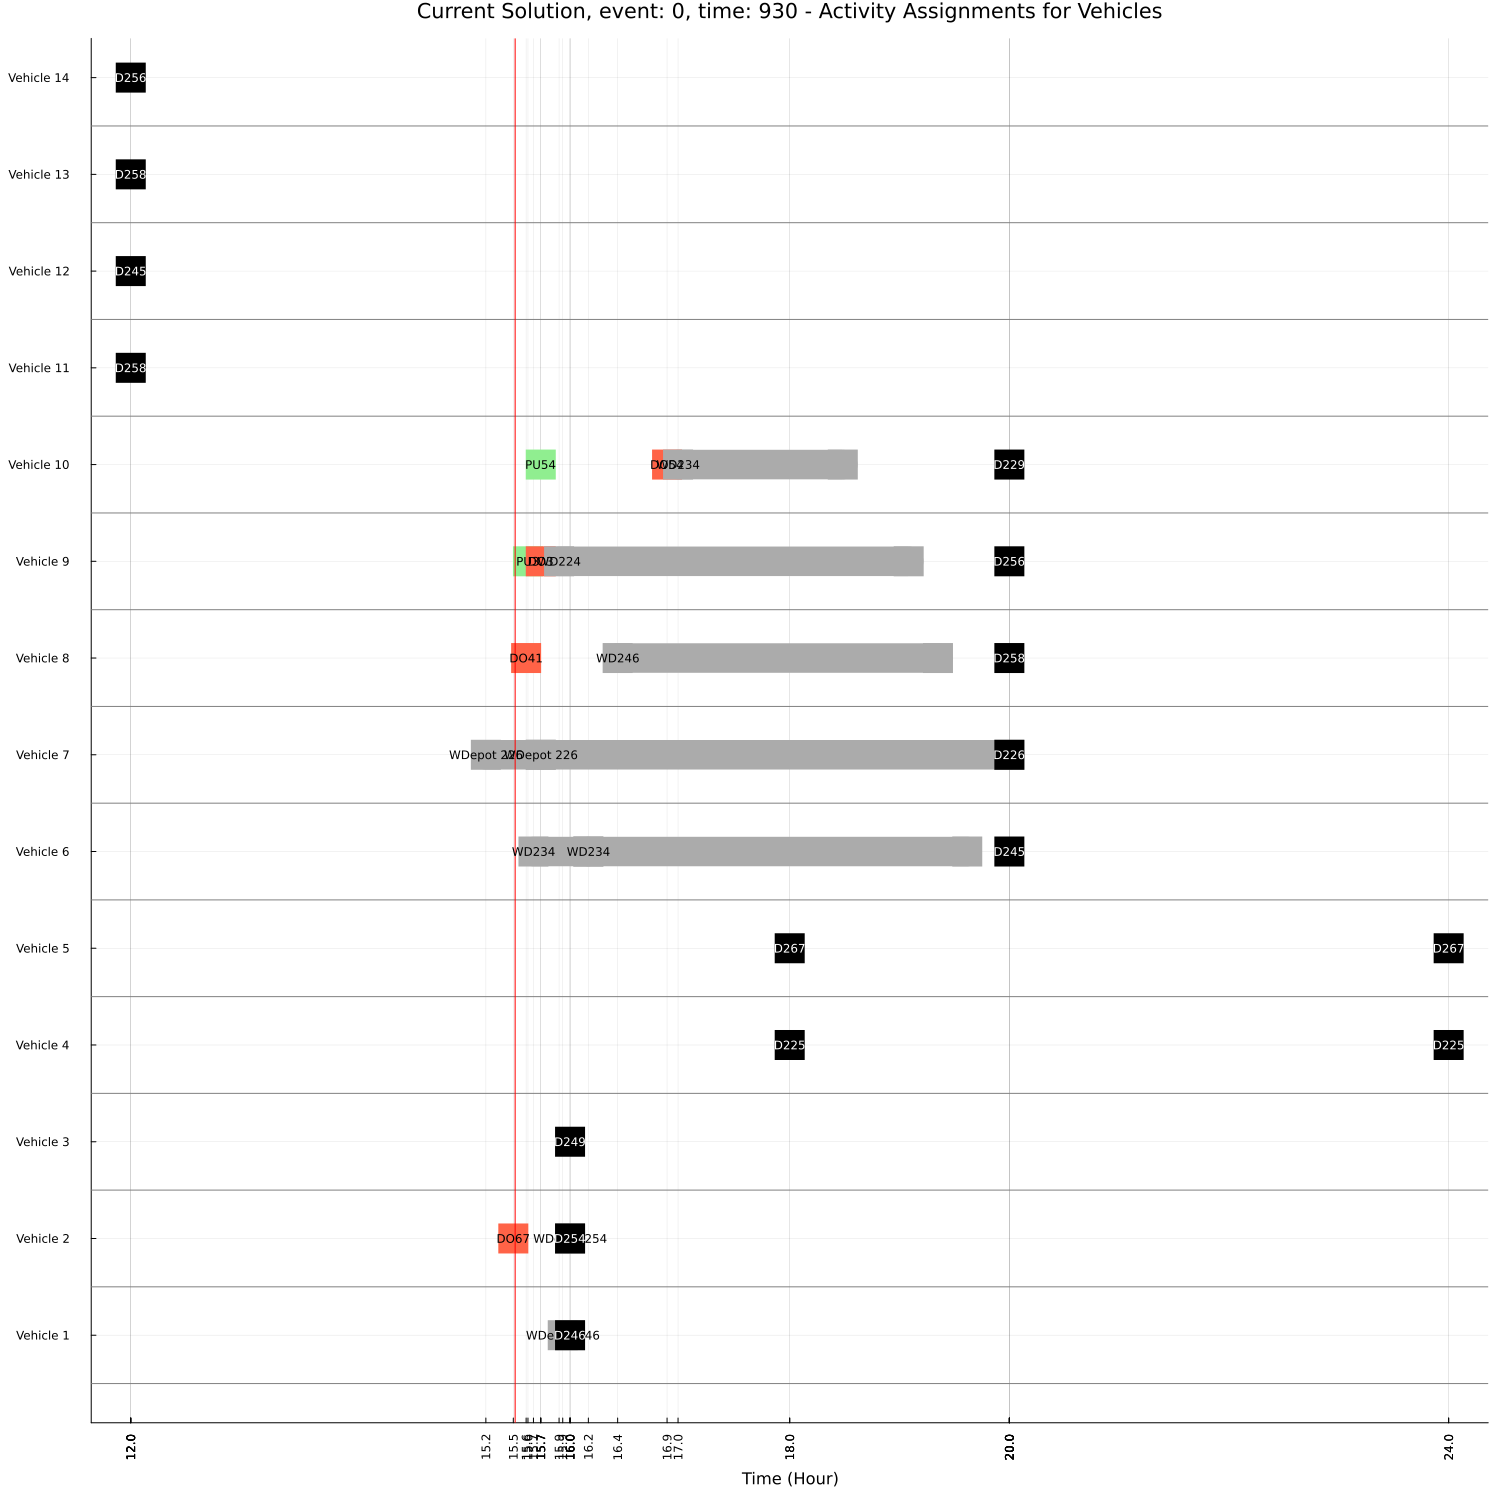 Current Solution, event: 0, time: 930 - Activity Assignments for Vehicles
Vehicle 14
D256
Vehicle 13
D258
Vehicle 12
D245
Vehicle 11
D258
Vehicle 10
PU54
WD234
D229
Vehicle 9
D256
Vehicle 8
DO41
WD246
D258
Vehicle 7
WDepot 226
WDepot 226
D226
Vehicle 6
WD234
WD234
D245
Vehicle 5
D267
D267
Vehicle 4
D225
D225
Vehicle 3
D249
Vehicle 2
DO67
D254
Vehicle 1
D246
12.0
15.2
15.5
15.7
16.0
16.2
16.4
16.9
17.0
18.0
20.0
24.0
Time (Hour)